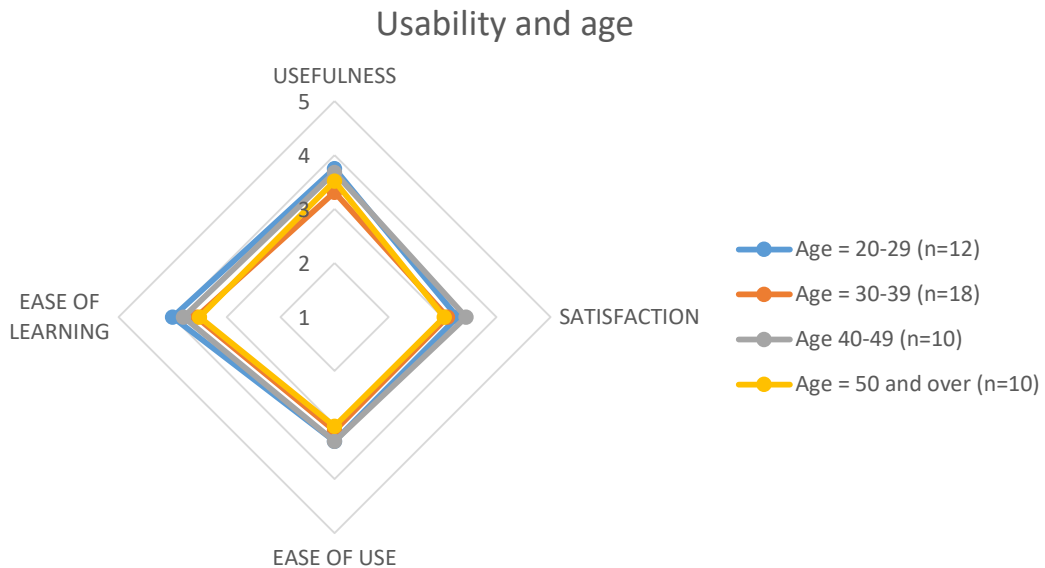 Usability and age
USEFULNESS
5
4
3
2
1
EASE OF
LEARNING
SATISFACTION
EASE OF USE
Age = 20-29 (n=12)
Age = 30-39 (n=18)
Age 40-49 (n=10)
Age = 50 and over (n=10)